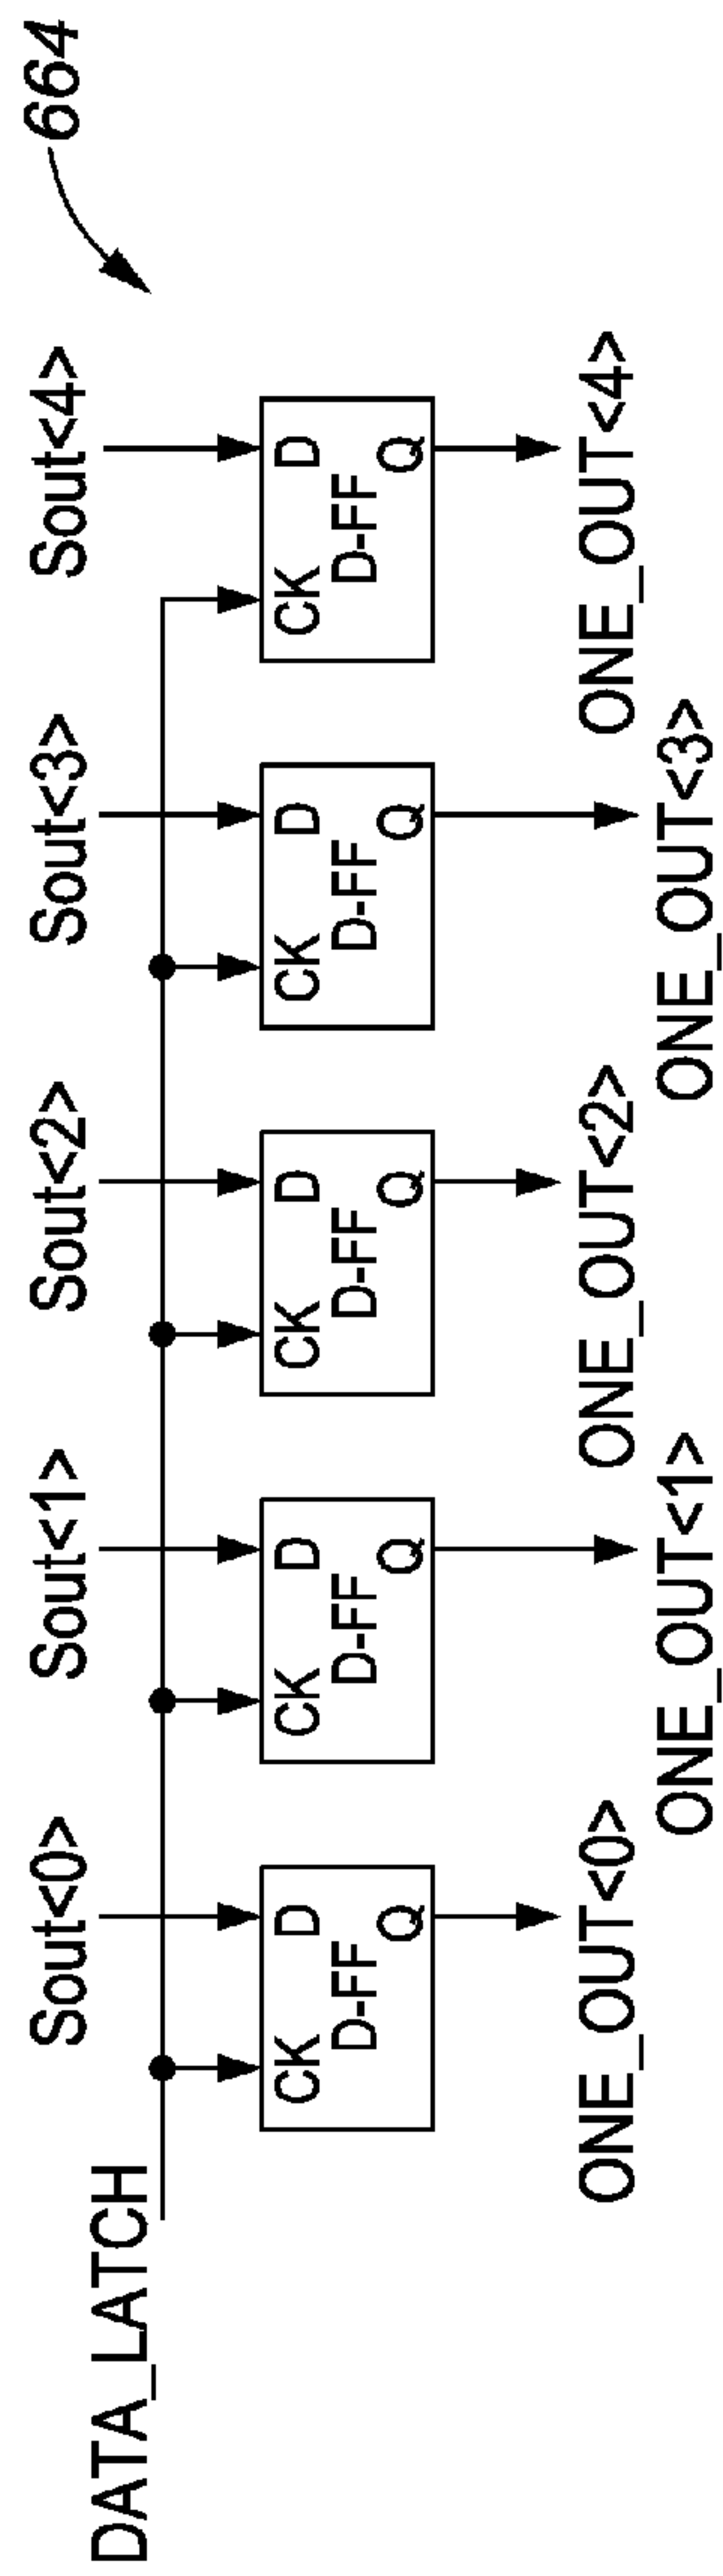 664
Sout<0> Sout<1> Sout<2> Sout<3> Sout<4>
DATA_LATCH
CK D CK D CK D CK D CK D
D-FF D-FF D-FF D-FF D-FF
Q Q Q Q Q
ONE_OUT<0> ONE_OUT<2> ONE_OUT<4>
ONE_OUT<1> ONE_OUT<3>